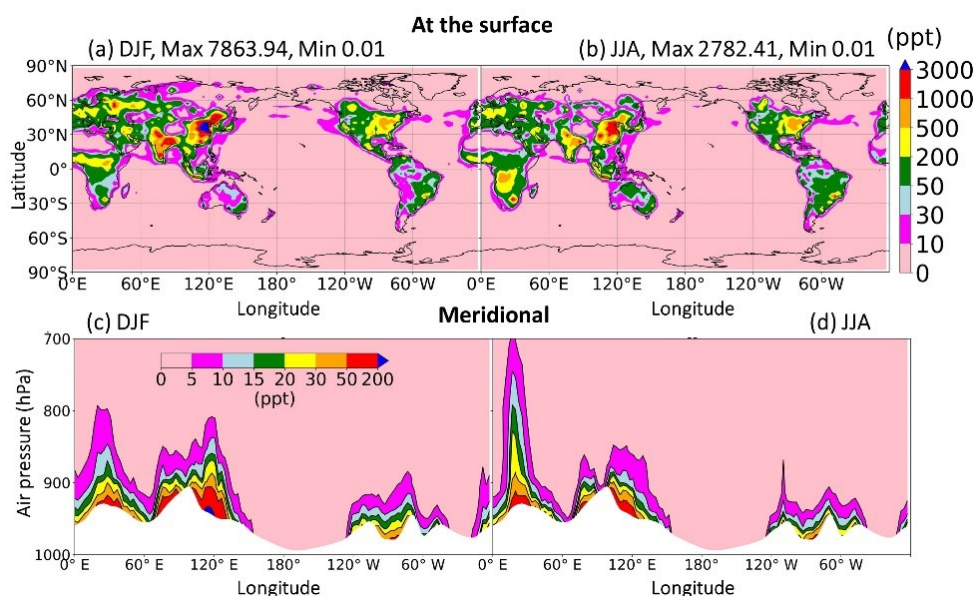 At the surface
(a) DJF, Max 7863.94, Min 0.01
(b) JJA, Max 2782.41, Min 0.01
(ppt)
90°N
60°N
30°N
0°
30°S
60°S
90°S
Latitude
0°E 60°E 120°E 180° 120°W 60°W 0°E 60°E 120°E 180° 120°W 60°W
Longitude Longitude
3000
1000
500
200
50
30
10
0
Meridional
(c) DJF
(d) JJA
700
800
900
1000
Air pressure (hPa)
0 5 10 15 20 30 50 200
(ppt)
0° E 60° E 120° E 180° 120° W 60° W 0° E 60° E 120° E 180° 120° W 60° W
Longitude Longitude